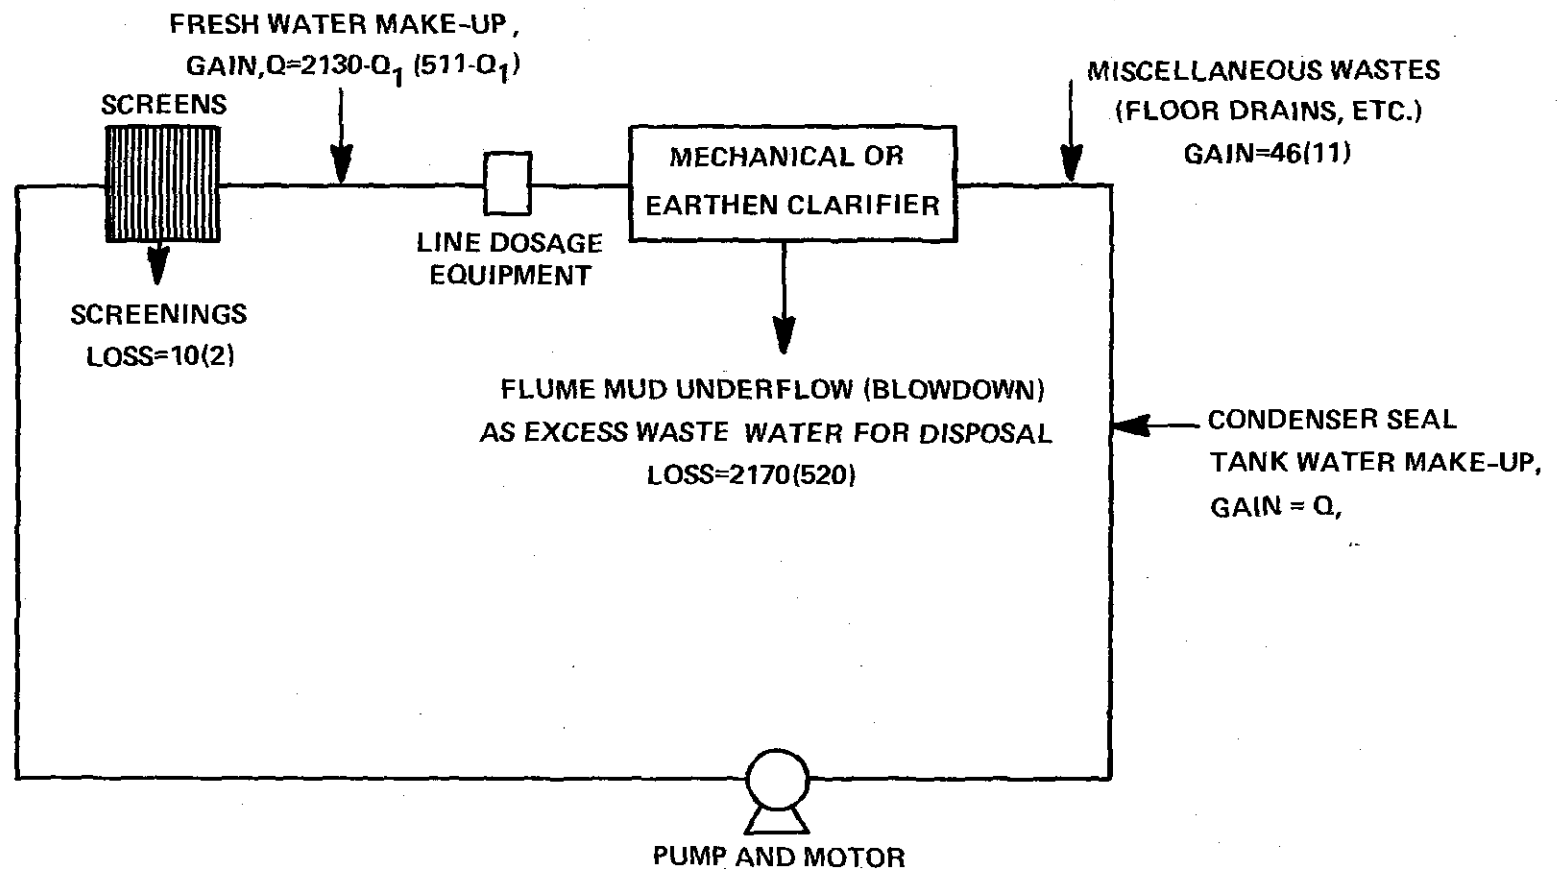 FRESH WATER MAKE-UP,
GAIN,Q=2130-Q1 (511-Q1)
SCREENS
MISCELLANEOUS WASTES
(FLOOR DRAINS, ETC.)
GAIN=46(11)
MECHANICAL OR
EARTHEN CLARIFIER
LINE DOSAGE
EQUIPMENT
SCREENINGS
LOSS=10(2)
FLUME MUD UNDERFLOW (BLOWDOWN)
AS EXCESS WASTE WATER FOR DISPOSAL
LOSS=2170(520)
CONDENSER SEAL
TANK WATER MAKE-UP,
GAIN = Q,
PUMP AND MOTOR